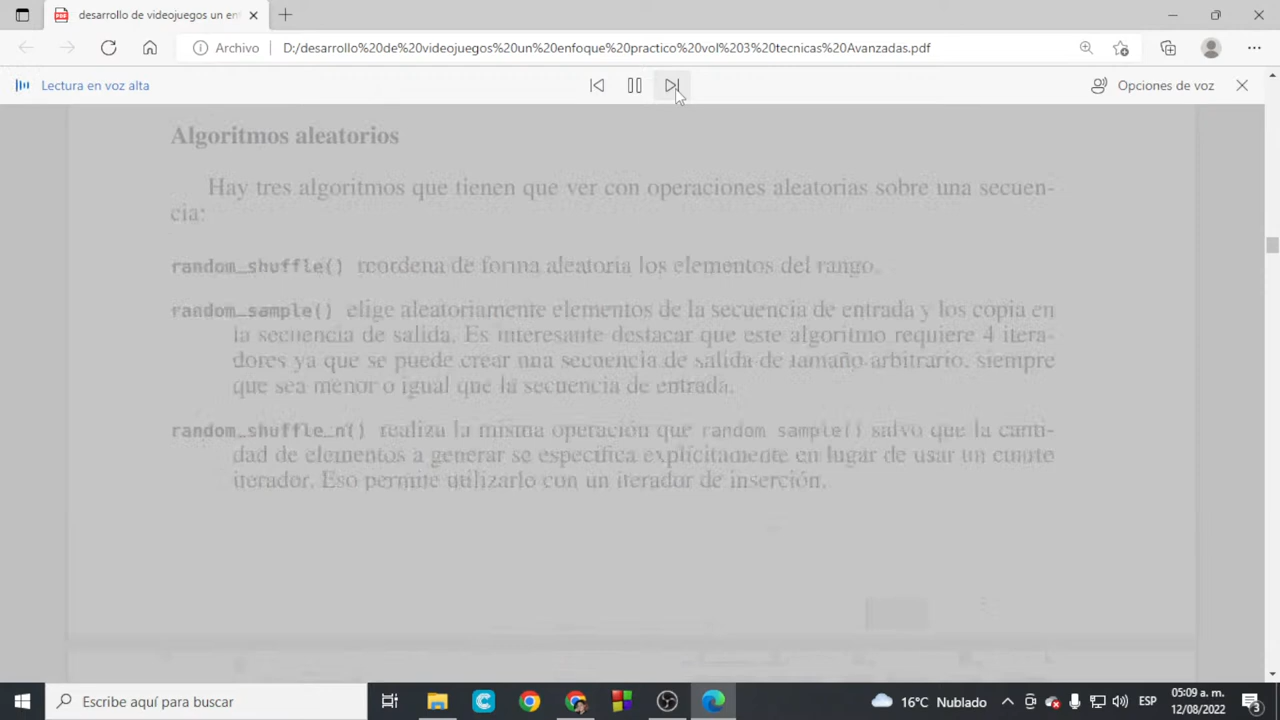 desarrollo de videojuegos un en
Archivo
D:/desarrollo%20de%20videojuegos%20un%20enfoque%20practico%20vol%203%20tecnicas%20Avanzadas.pdf
Lectura en voz alta
Opciones de voz
Algoritmos aleatorios
Hay tres algoritmos que tienen que ver con operaciones aleatorias sobre una secuen-
cia:
random_shuffle() reordena de forma aleatoria los elementos del rango.
random_sample() elige aleatoriamente elementos de la secuencia de entrada y los copia en
la secuencia de salida. Es interesante destacar que este algoritmo requiere 4 itera-
dores ya que se puede crear una secuencia de salida de tamaño arbitrario, siempre
que sea menor o igual que la secuencia de entrada.
random_shuffle_n() realiza la misma operación que random_sample() salvo que la canti-
dad de elementos a generar se especifica explícitamente en lugar de usar un cuarto
iterador. Eso permite utilizarlo con un iterador de inserción.
Escribe aquí para buscar
16°C Nublado
ESP
05:09 a. m.
12/08/2022
3